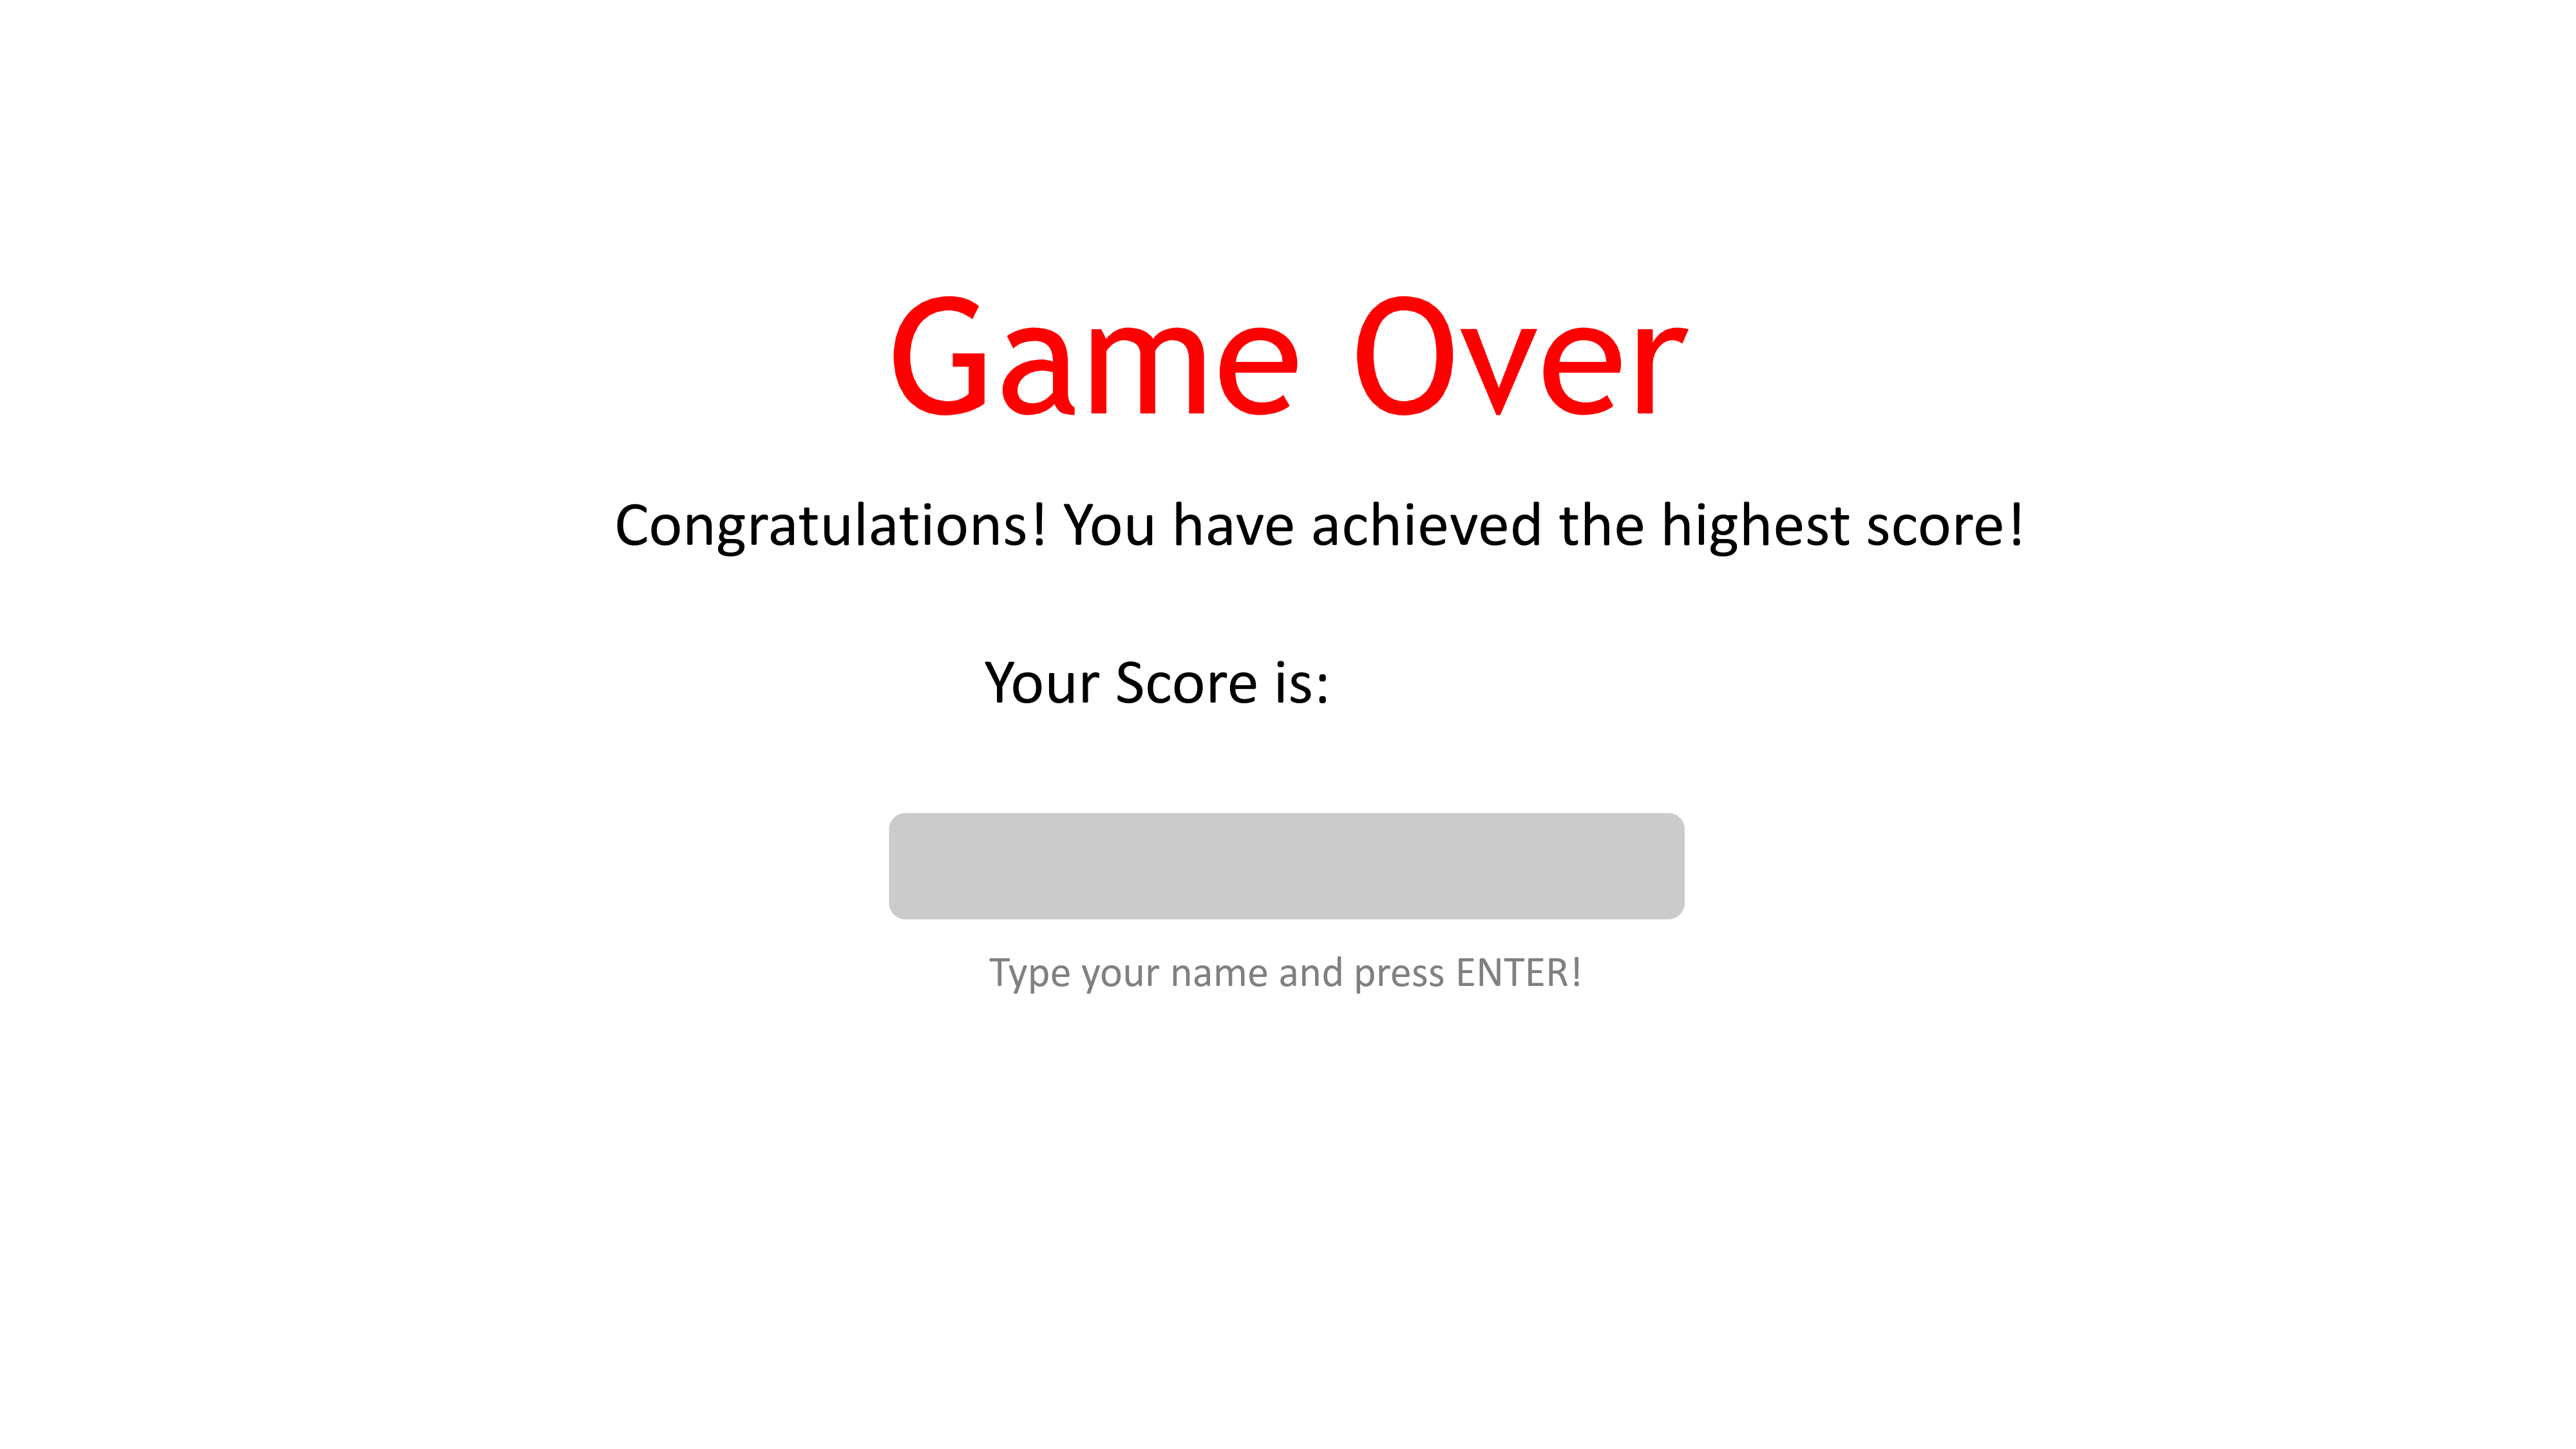 Game Over
Congratulations! You have achieved the highest score!
Your Score is:
Type your name and press ENTER!